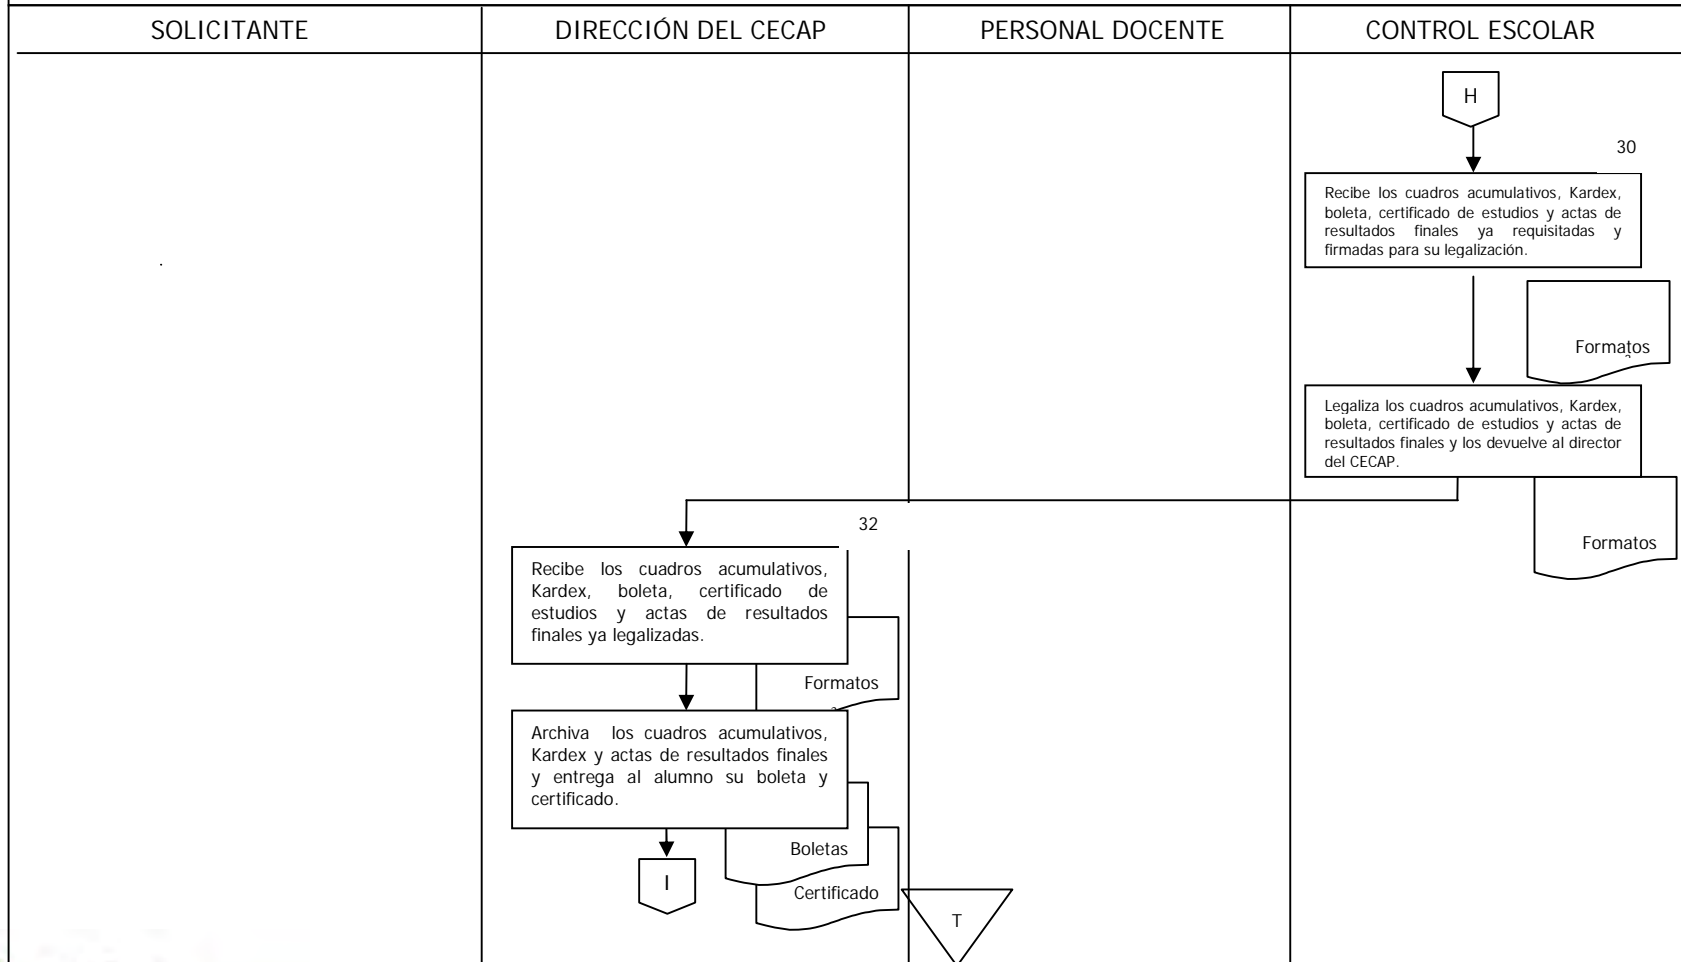 SOLICITANTE
DIRECCIÓN DEL CECAP
PERSONAL DOCENTE
CONTROL ESCOLAR
H
30
Recibe los cuadros acumulativos, Kardex,
boleta, certificado de estudios y actas de
resultados finales ya requisitadas y
firmadas para su legalización.
Formatos
Legaliza los cuadros acumulativos, Kardex,
boleta, certificado de estudios y actas de
resultados finales y los devuelve al director
del CECAP.
Formatos
32
Recibe los cuadros acumulativos,
Kardex, boleta, certificado de
estudios y actas de resultados
finales ya legalizadas.
Formatos
Archiva los cuadros acumulativos,
Kardex y actas de resultados finales
y entrega al alumno su boleta y
certificado.
Boletas
Certificado
I
T